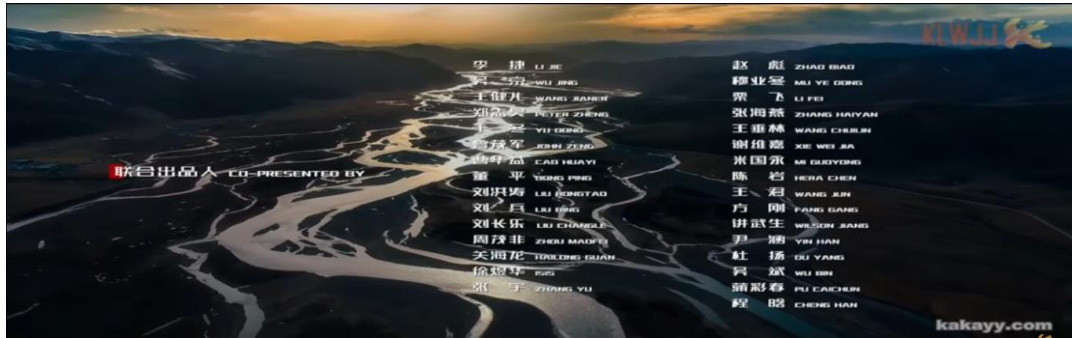 KLWJJ
联合出品人 CO-PRESENTED BY
李 捷 LI JIE
吴 京 WU JING
王健儿 WANG JIANER
郑志昊 PETER ZHENG
于 冬 YU DONG
曾茂军 JOHN ZENG
曹华益 CAO HUAYI
董 平 DONG PING
刘洪涛 LIU HONGTAO
刘 兵 LIU BING
刘长乐 LIU CHANGLE
周茂非 ZHOU MAOFEI
关海龙 HAILONG GUAN
徐煜华 ISIS
张 宇 ZHANG YU
赵 彪 ZHAO BIAO
穆业冬 MU YE DONG
栗 飞 LI FEI
张海燕 ZHANG HAIYAN
王垂林 WANG CHUILIN
谢维嘉 XIE WEI JIA
米国永 MI GUOYONG
陈 岩 HERA CHEN
王 君 WANG JUN
方 刚 FANG GANG
讲武生 WILSON JIANG
尹 涵 YIN HAN
杜 扬 DU YANG
吴 斌 WU BIN
蒲彩春 PU CAICHUN
程 晗 CHENG HAN
kakayy.com